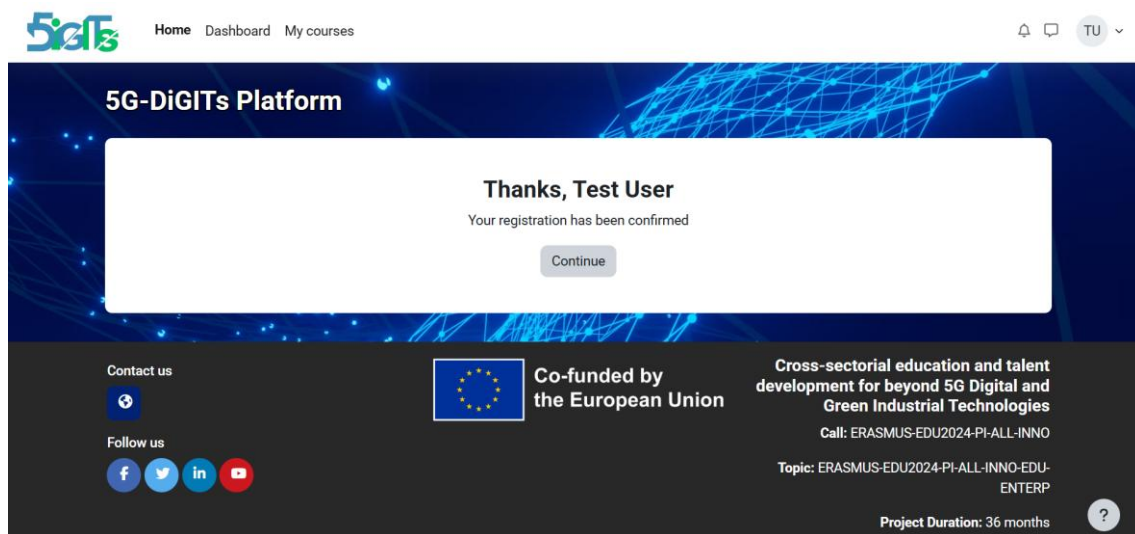 5iGITs
Home Dashboard My courses
TU
5G-DiGITs Platform
Thanks, Test User
Your registration has been confirmed
Continue
Contact us
Follow us
Co-funded by
the European Union
Cross-sectorial education and talent
development for beyond 5G Digital and
Green Industrial Technologies
Call: ERASMUS-EDU2024-PI-ALL-INNO
Topic: ERASMUS-EDU2024-PI-ALL-INNO-EDU-
ENTERP
Project Duration: 36 months
?